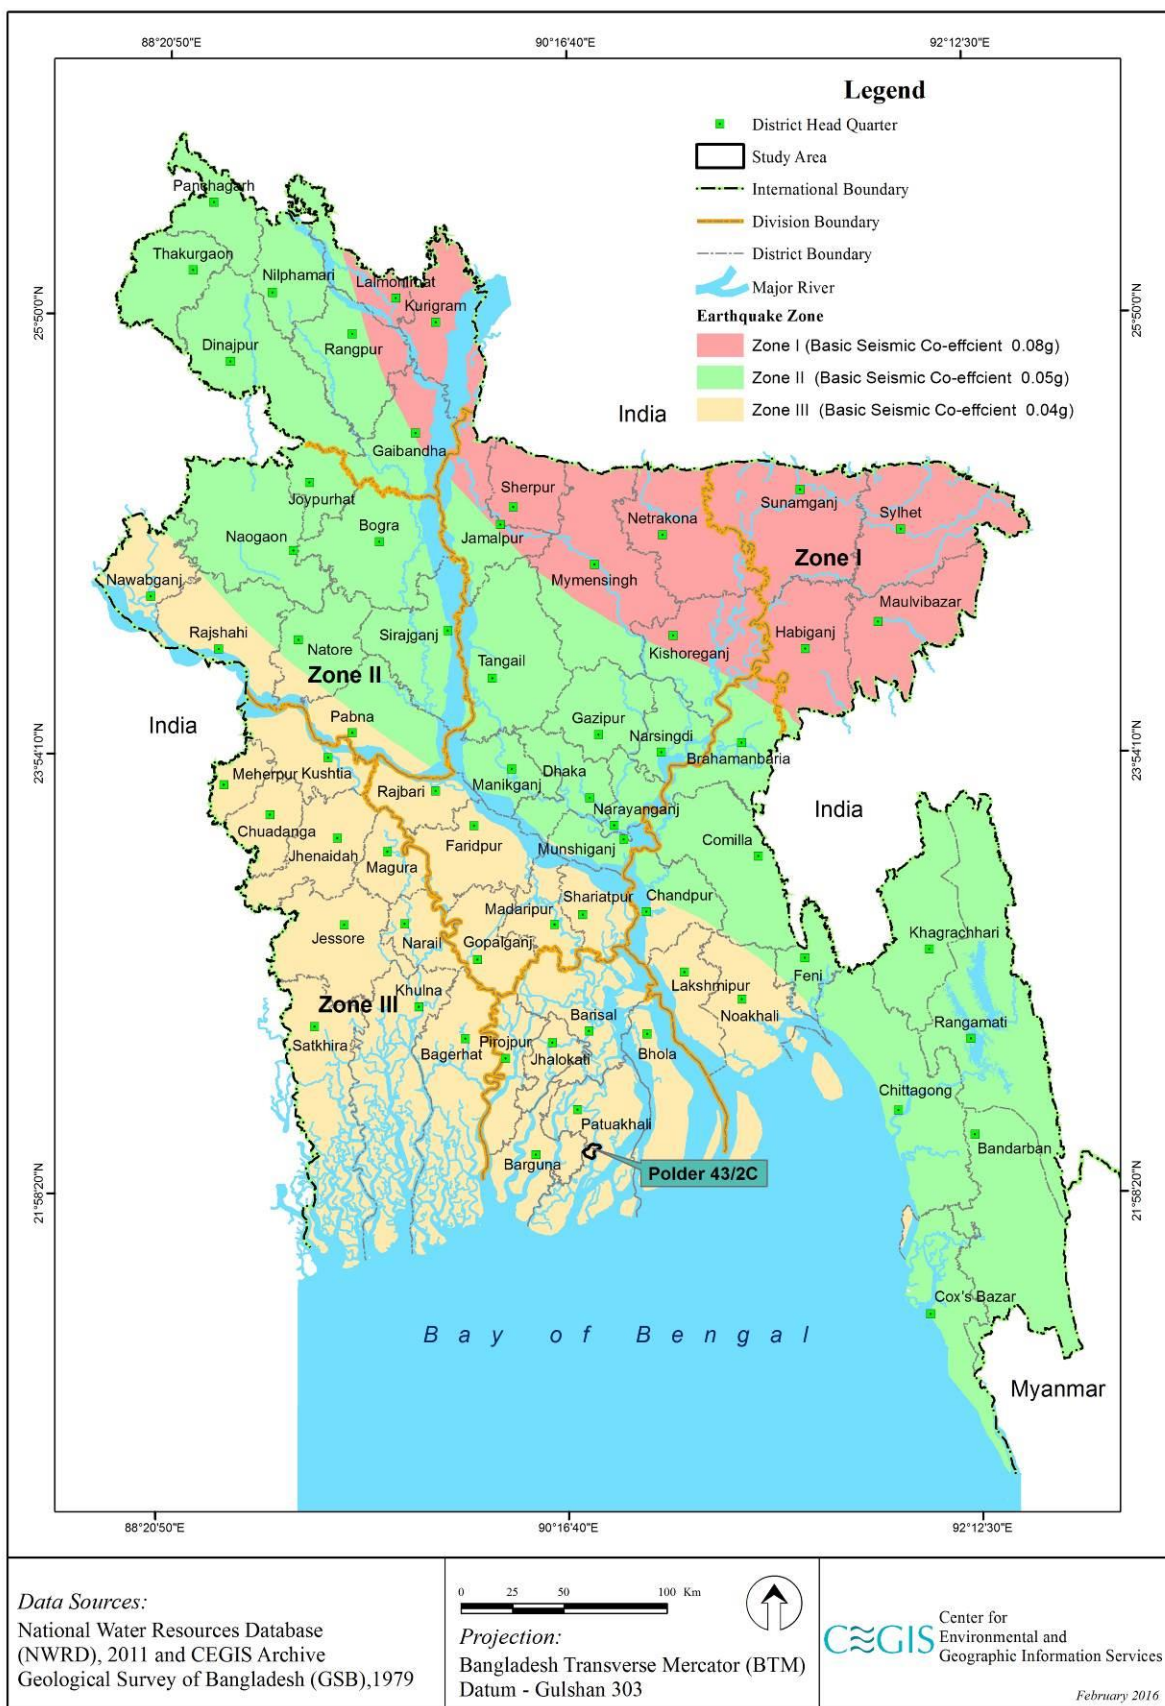 88°20'50"E
90°16'40"E
92°12'30"E
Legend
District Head Quarter
Study Area
International Boundary
Division Boundary
District Boundary
Major River
Earthquake Zone
Zone I (Basic Seismic Co-effcient 0.08g)
Zone II (Basic Seismic Co-effcient 0.05g)
Zone III (Basic Seismic Co-effcient 0.04g)
Panchagarh
Thakurgaon
Nilphamari
Lalmonirhat
Kurigram
25°50'0"N
25°50'0"N
Dinajpur
Rangpur
India
Gaibandha
Joypurhat
Sherpur
Sunamganj
Sylhet
Bogra
Netrakona
Naogaon
Jamalpur
Zone I
Mymensingh
Nawabganj
Maulvibazar
Rajshahi
Natore
Sirajganj
Kishoreganj
Habiganj
Zone II
Tangail
India
Pabna
Gazipur
Narsingdi
23°54'10"N
23°54'10"N
Brahamanbaria
Meherpur
Kushtia
Rajbari
Manikganj
Dhaka
India
Narayanganj
Chuadanga
Jhenaidah
Magura
Faridpur
Munshiganj
Comilla
Shariatpur
Chandpur
Madaripur
Jessore
Narail
Gopalganj
Khagrachhari
Feni
Lakshmipur
Zone III
Khulna
Noakhali
Barisal
Rangamati
Satkhira
Bagerhat
Pirojpur
Jhalokati
Bhola
Chittagong
Patuakhali
Bandarban
Barguna
Polder 43/2C
21°58'20"N
21°58'20"N
Cox's Bazar
Bay of Bengal
Myanmar
88°20'50"E
90°16'40"E
92°12'30"E
Data Sources:
National Water Resources Database
(NWRD), 2011 and CEGIS Archive
Geological Survey of Bangladesh (GSB),1979
0 25 50 100 Km
Projection:
Bangladesh Transverse Mercator (BTM)
Datum - Gulshan 303
CEGIS
Center for
Environmental and
Geographic Information Services
February 2016